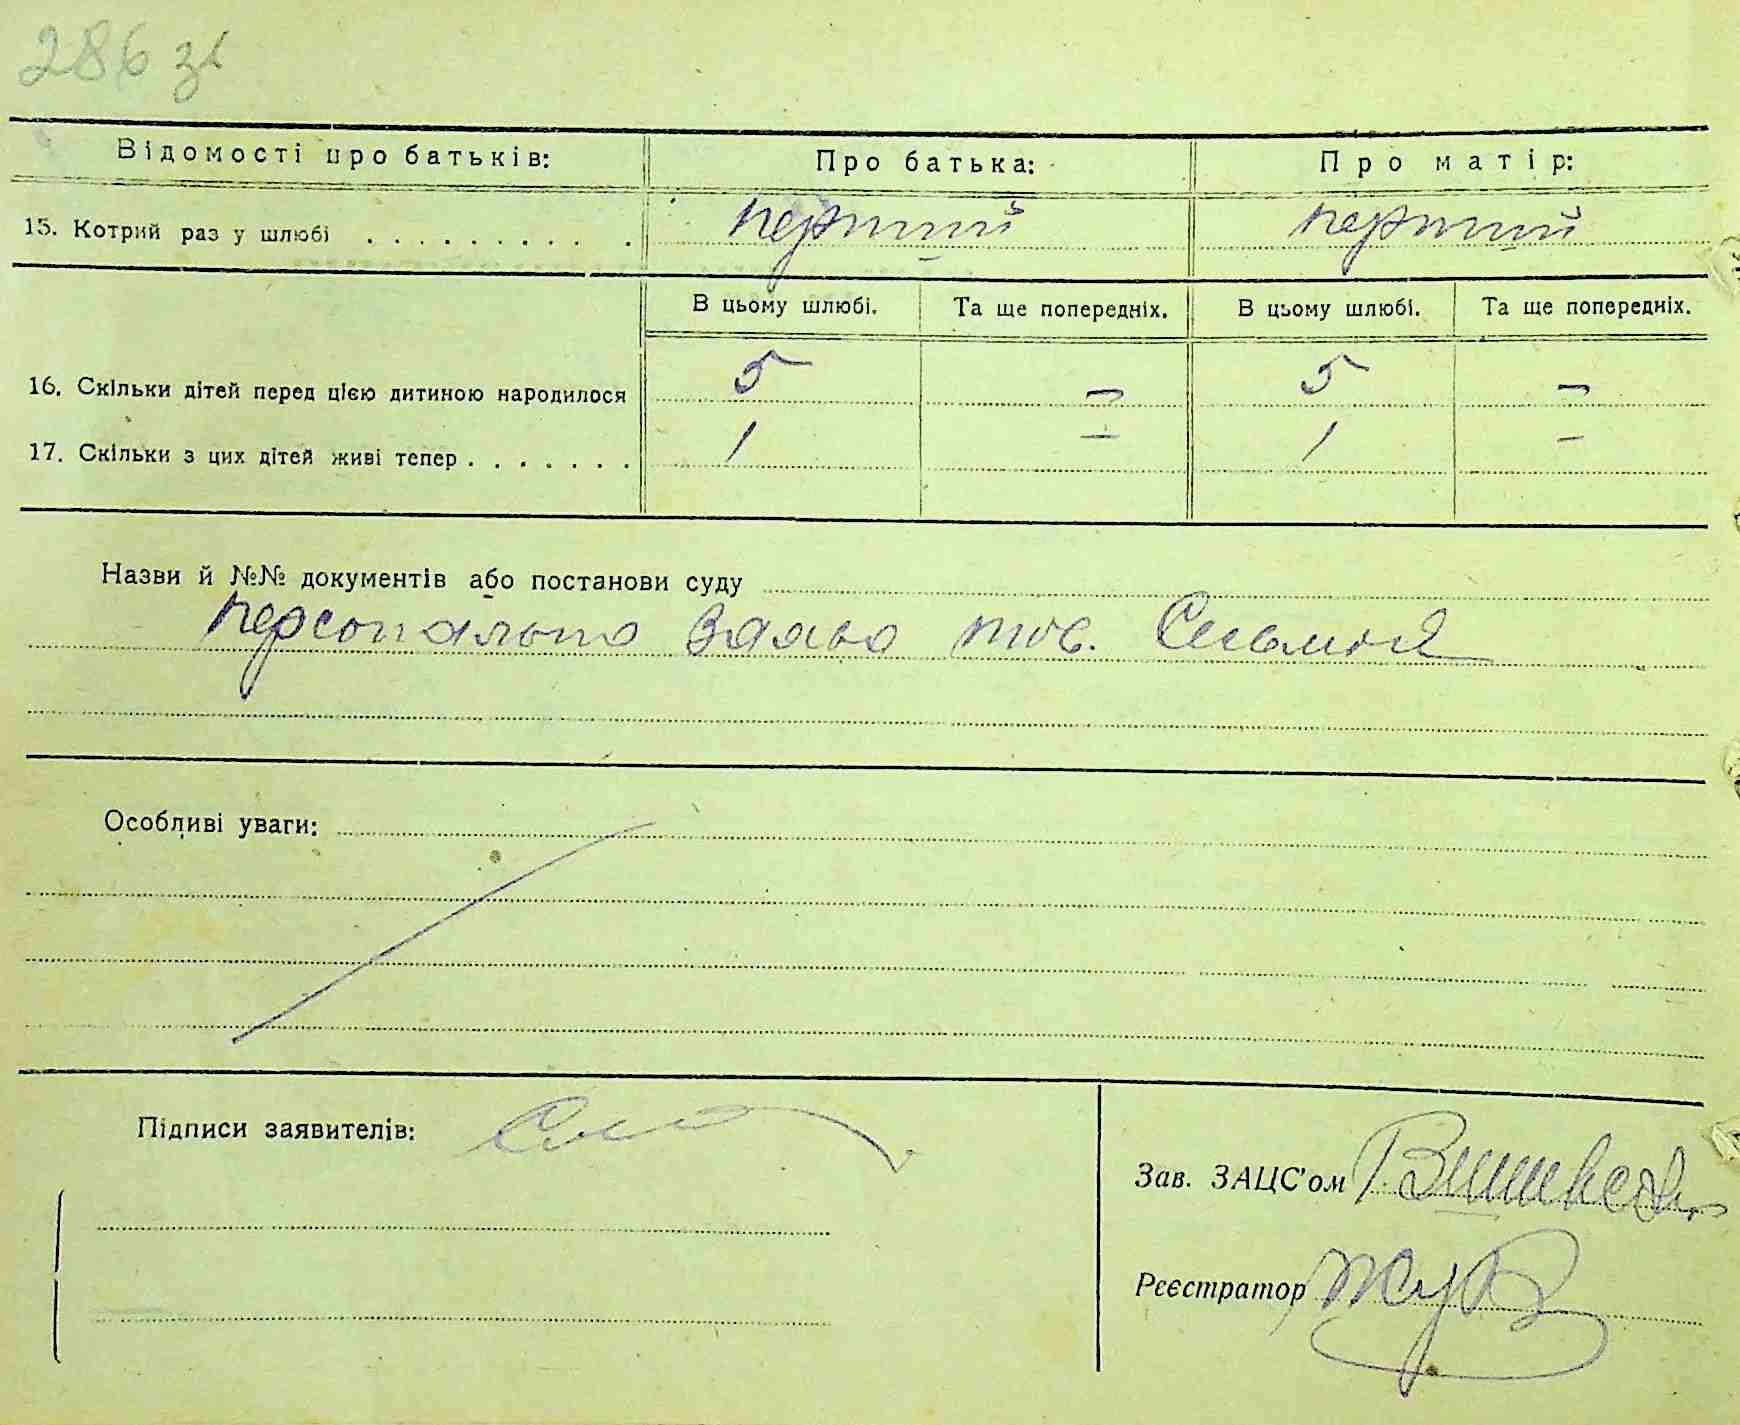 286 зв
Відомості про батьків: Про батька: Про матір:
15. Котрий раз у шлюбі . . . . . . . . . . перший перший
В цьому шлюбі. Та ще попередніх. В цьому шлюбі. Та ще попередніх.
16. Скільки дітей перед цією дитиною народилося 5 — 5 —
17. Скільки з цих дітей живі тепер . . . . . . . 1 — 1 —
Назви й №№ документів або постанови суду
персональна заява тов.
Особливі уваги:
Підписи заявителів:
Зав. ЗАЦС'ом
Реєстратор